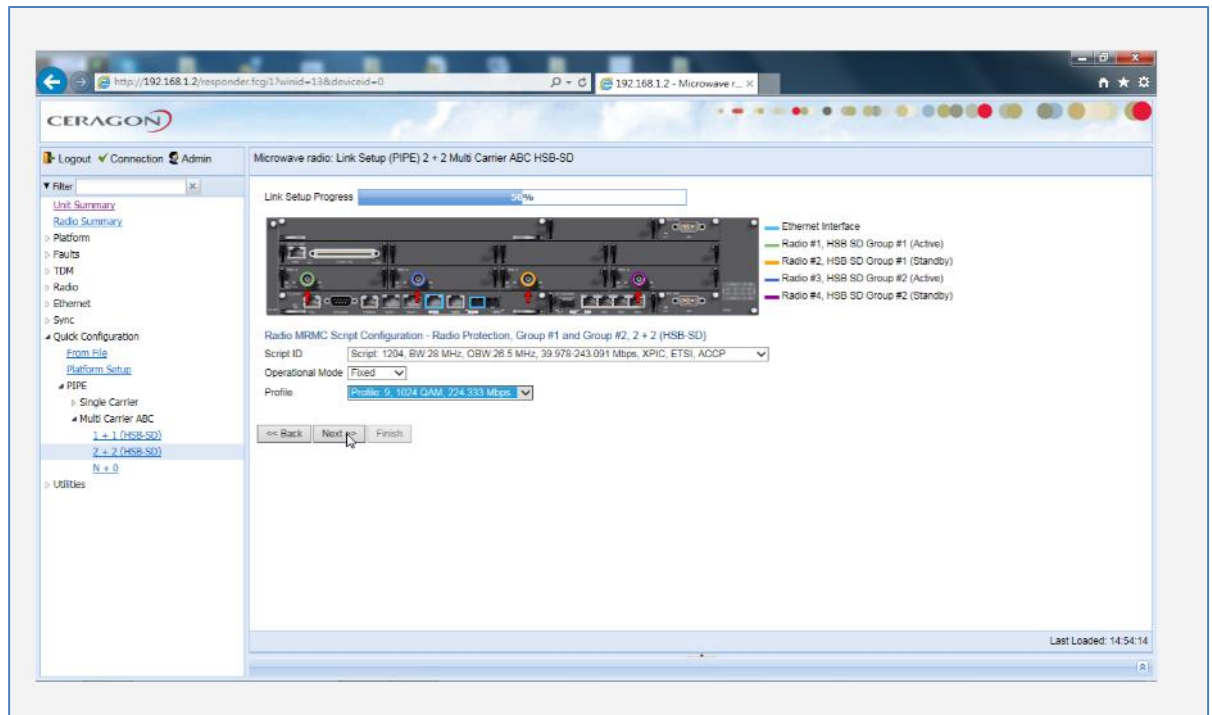 http://192.168.1.2/responder.fcgi/1?winid=13&deviceid=0
192.168.1.2 - Microwave r...
CERAGON
Logout Connection Admin
Microwave radio: Link Setup (PIPE) 2 + 2 Multi Carrier ABC HSB-SD
Filter
Unit Summary
Radio Summary
Platform
Faults
TDM
Radio
Ethernet
Sync
Quick Configuration
From File
Platform Setup
PIPE
Single Carrier
Multi Carrier ABC
1 + 1 (HSB-SD)
2 + 2 (HSB-SD)
N + 0
Utilities
Link Setup Progress 50%
Ethernet Interface
Radio #1, HSB SD Group #1 (Active)
Radio #2, HSB SD Group #1 (Standby)
Radio #3, HSB SD Group #2 (Active)
Radio #4, HSB SD Group #2 (Standby)
Radio MRMC Script Configuration - Radio Protection, Group #1 and Group #2, 2 + 2 (HSB-SD)
Script ID Script: 1204, BW 28 MHz, OBW 26.5 MHz, 39.978-243.091 Mbps, XPIC, ETSI, ACCP
Operational Mode Fixed
Profile Profile: 9, 1024 QAM, 224.333 Mbps
<< Back Next >> Finish
Last Loaded: 14:54:14